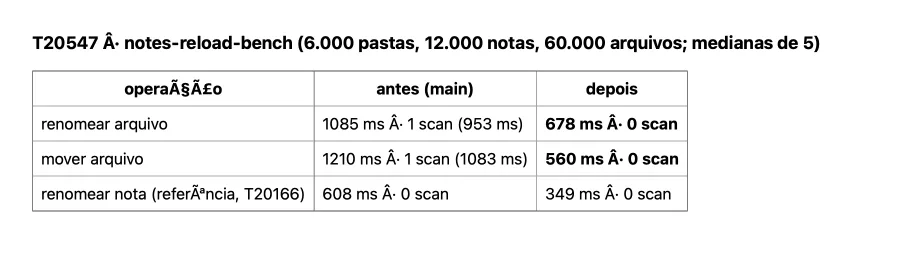 T20547 Â· notes-reload-bench (6.000 pastas, 12.000 notas, 60.000 arquivos; medianas de 5)
operaÃ§Ã£o antes (main) depois
renomear arquivo 1085 ms Â· 1 scan (953 ms) 678 ms Â· 0 scan
mover arquivo 1210 ms Â· 1 scan (1083 ms) 560 ms Â· 0 scan
renomear nota (referÃªncia, T20166) 608 ms Â· 0 scan 349 ms Â· 0 scan